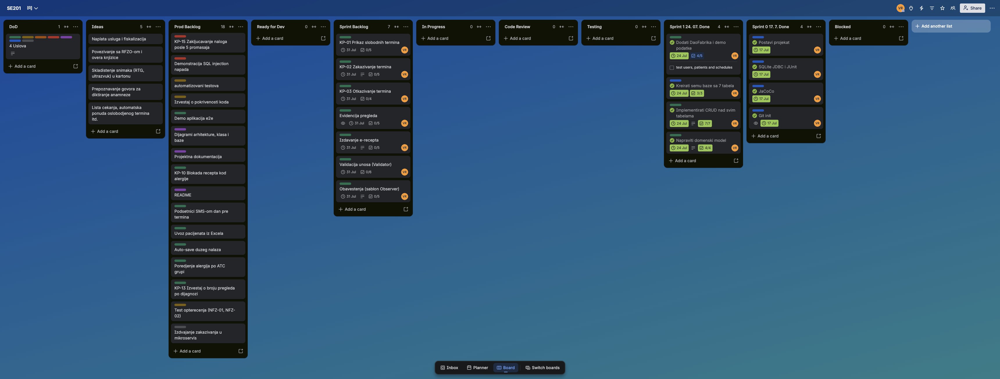 SE201
VR
Share
DoD 1
4 Uslova
Add a card
Ideas 5
Naplata usluga i fiskalizacija
Povezivanje sa RFZO-om i
overa knjizice
Skladistenje snimaka (RTG,
ultrazvuk) u kartonu
Prepoznavanje govora za
diktiranje anamneze
Lista cekanja, automatska
ponuda oslobodjenog termina
itd.
Add a card
Prod Backlog 18
KP-15 Zakljucavanje naloga
posle 5 promasaja
Demonstracija SQL injection
napada
automatizovani testova
Izvestaj o pokrivenosti koda
Demo aplikacija e2e
Dijagrami arhitekture, klasa i
baze
Projektna dokumentacija
KP-10 Blokada recepta kod
alergije
README
Podsetnici SMS-om dan pre
termina
Uvoz pacijenata iz Excela
Auto-save duzeg nalaza
Poredjenje alergija po ATC
grupi
KP-13 Izvestaj o broju pregleda
po dijagnozi
Test opterecenja (NFZ-01, NFZ-
02)
Izdvajanje zakazivanja u
mikroservis
Add a card
Ready for Dev 0
Add a card
Sprint Backlog 7
KP-01 Prikaz slobodnih termina
31 Jul 0/5 VR
KP-02 Zakazivanje termina
31 Jul 0/5 VR
KP-03 Otkazivanje termina
31 Jul 0/4 VR
Evidencija pregleda
31 Jul 0/5 VR
Izdavanje e-recepta
31 Jul 0/5 VR
Validacija unosa (Validator)
31 Jul 0/6 VR
Obavestenja (sablon Observer)
31 Jul 0/5 VR
Add a card
In Progress 0
Add a card
Code Review 0
Add a card
Testing 0
Add a card
Sprint 1 24. 07. Done 4
Dodati DaoFabrika i demo
podatke
24 Jul 4/5 VR
test users, patients and schedules
Kreirati semu baze sa 7 tabela
24 Jul 3/3 VR
Implementirati CRUD nad svim
tabelama
24 Jul 7/7 VR
Napraviti domenski model
24 Jul 4/4 VR
Add a card
Sprint 0 17. 7. Done 4
Postavi projekat
17 Jul VR
SQLite JDBC i JUnit
17 Jul VR
JaCoCo
17 Jul VR
Git init
17 Jul VR
Add a card
Blocked 0
Add a card
Add another list
Inbox
Planner
Board
Switch boards